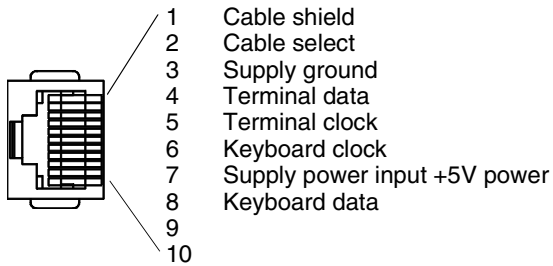 1 Cable shield
2 Cable select
3 Supply ground
4 Terminal data
5 Terminal clock
6 Keyboard clock
7 Supply power input +5V power
8 Keyboard data
9
10